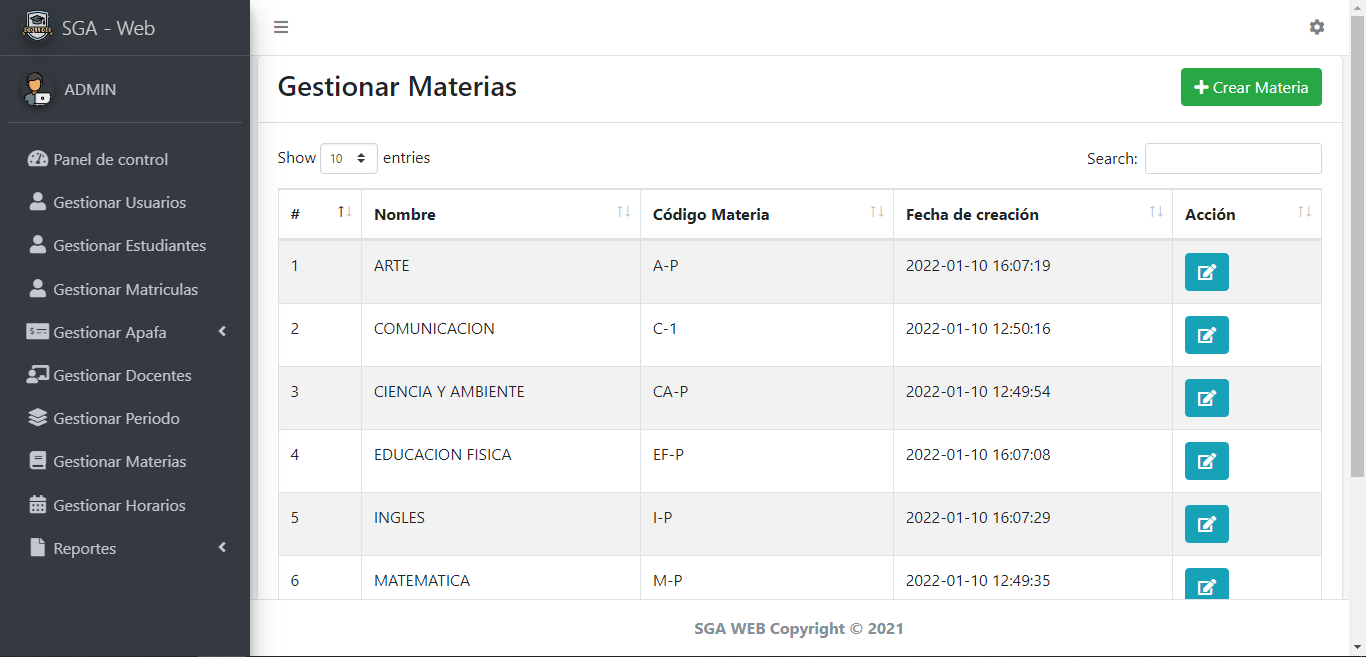 SGA - Web
ADMIN
Panel de control
Gestionar Usuarios
Gestionar Estudiantes
Gestionar Matriculas
Gestionar Apafa
Gestionar Docentes
Gestionar Periodo
Gestionar Materias
Gestionar Horarios
Reportes
Gestionar Materias
Crear Materia
Show 10 entries
Search:
# Nombre Código Materia Fecha de creación Acción
1 ARTE A-P 2022-01-10 16:07:19
2 COMUNICACION C-1 2022-01-10 12:50:16
3 CIENCIA Y AMBIENTE CA-P 2022-01-10 12:49:54
4 EDUCACION FISICA EF-P 2022-01-10 16:07:08
5 INGLES I-P 2022-01-10 16:07:29
6 MATEMATICA M-P 2022-01-10 12:49:35
SGA WEB Copyright © 2021